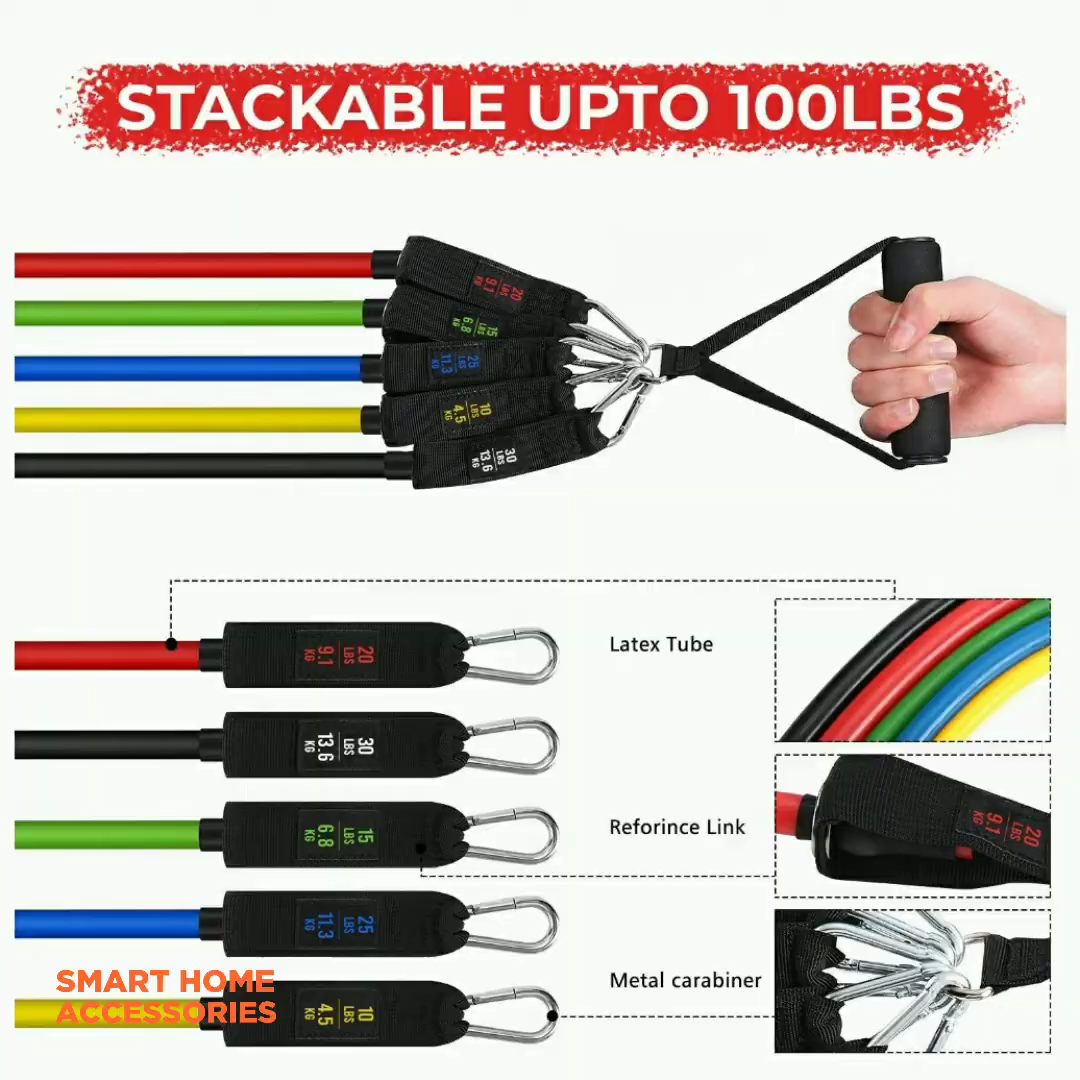 STACKABLE UPTO 100LBS
20
LBS
9.1
KG
15
LBS
6.8
KG
25
LBS
11.3
KG
10
LBS
4.5
KG
30
LBS
13.6
KG
20
LBS
9.1
KG
Latex Tube
30
LBS
13.6
KG
15
LBS
6.8
KG
Reforince Link
20
LBS
9.1
KG
25
LBS
11.3
KG
Metal carabiner
SMART HOME
ACCESSORIES
10
LBS
4.5
KG